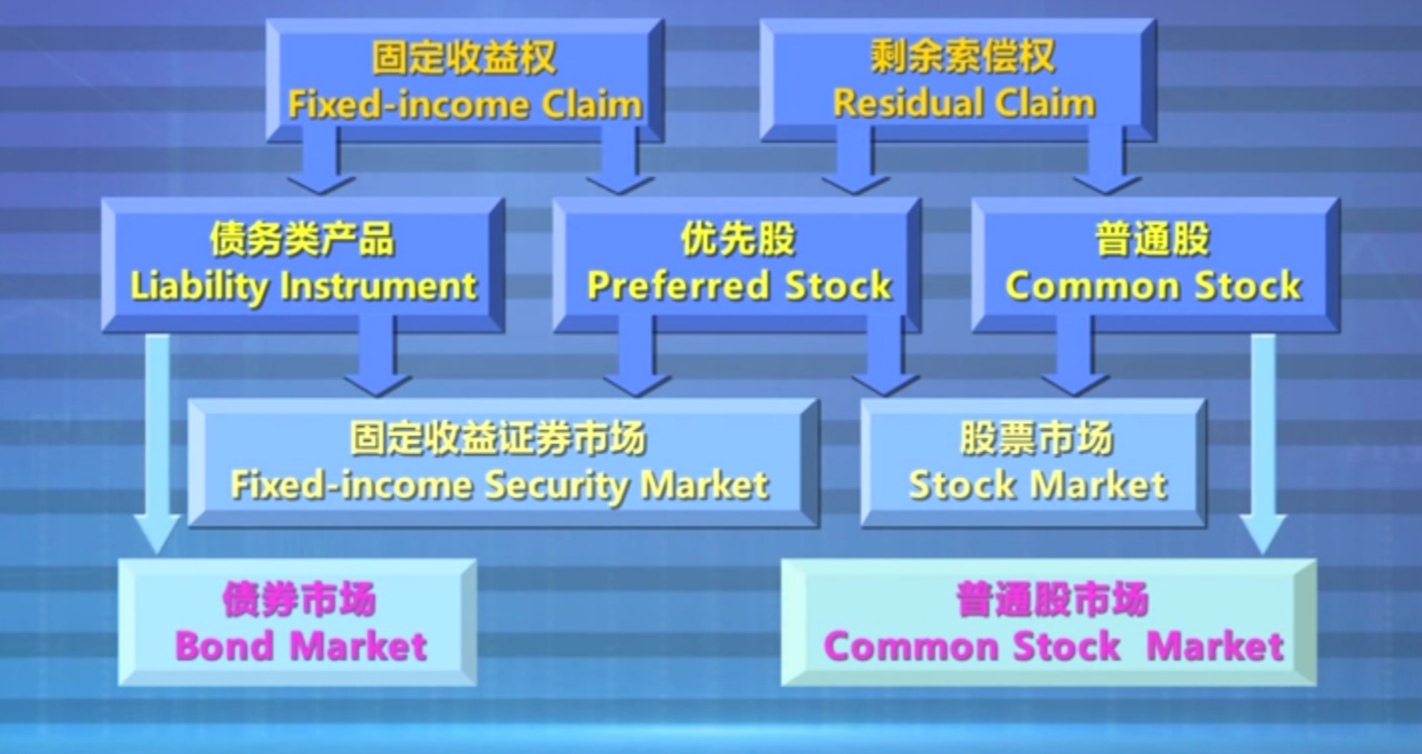 固定收益权
Fixed-income Claim
剩余索偿权
Residual Claim
债务类产品
Liability Instrument
优先股
Preferred Stock
普通股
Common Stock
固定收益证券市场
Fixed-income Security Market
股票市场
Stock Market
债券市场
Bond Market
普通股市场
Common Stock Market